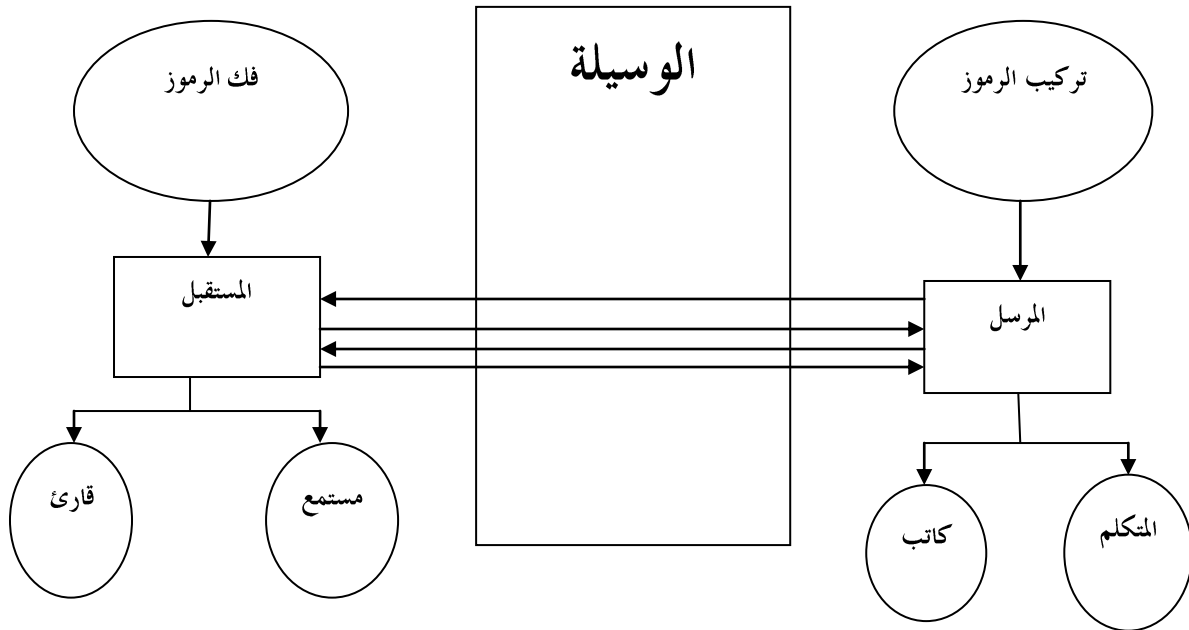 الوسيلة
تركيب الرموز
فك الرموز
المرسل
المستقبل
المتكلم
كاتب
مستمع
قارئ